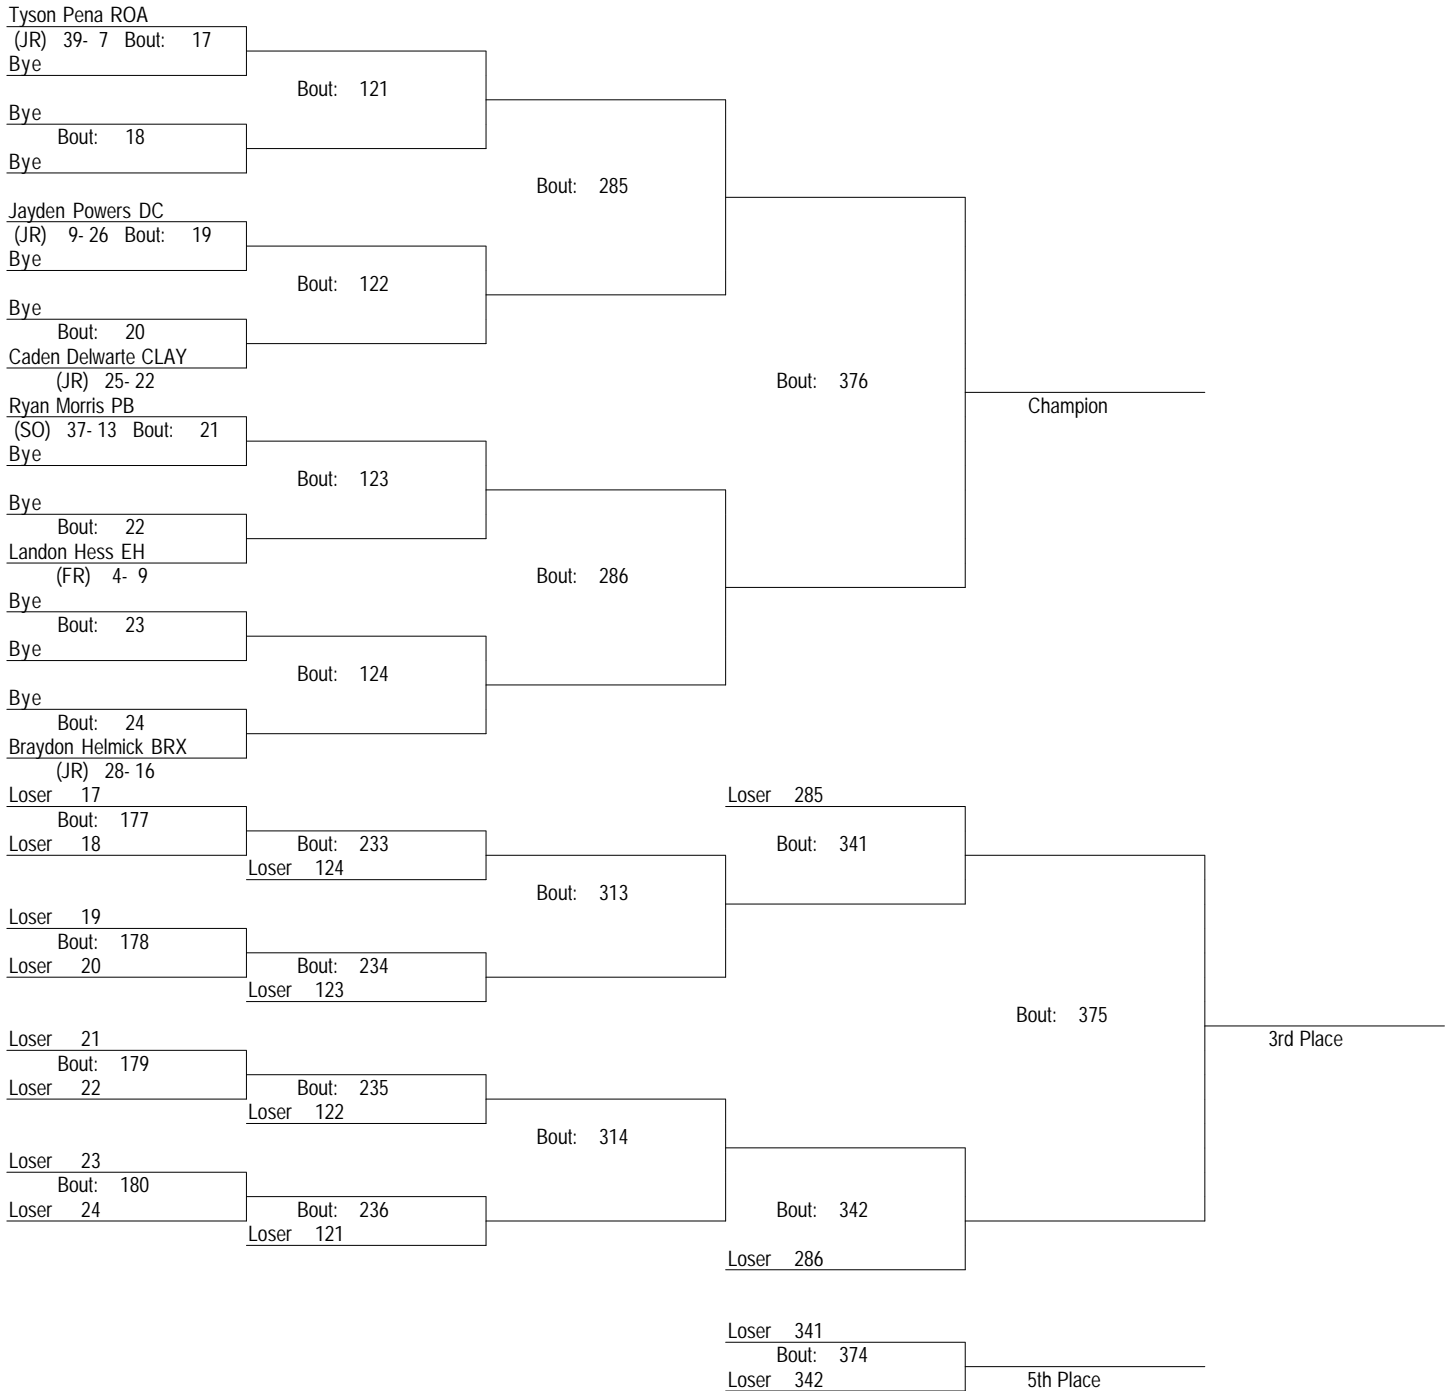 Tyson Pena ROA
(JR) 39- 7 Bout: 17
Bye
Bout: 121
Bye
Bout: 18
Bye
Bout: 285
Jayden Powers DC
(JR) 9- 26 Bout: 19
Bye
Bout: 122
Bye
Bout: 20
Caden Delwarte CLAY
(JR) 25- 22
Bout: 376
Champion
Ryan Morris PB
(SO) 37- 13 Bout: 21
Bye
Bout: 123
Bye
Bout: 22
Landon Hess EH
(FR) 4- 9
Bout: 286
Bye
Bout: 23
Bye
Bout: 124
Bye
Bout: 24
Braydon Helmick BRX
(JR) 28- 16
Loser 17
Bout: 177
Loser 18
Bout: 233
Loser 124
Loser 285
Bout: 341
Bout: 313
Loser 19
Bout: 178
Loser 20
Bout: 234
Loser 123
Bout: 375
3rd Place
Loser 21
Bout: 179
Loser 22
Bout: 235
Loser 122
Bout: 314
Loser 23
Bout: 180
Loser 24
Bout: 236
Loser 121
Bout: 342
Loser 286
Loser 341
Bout: 374
Loser 342
5th Place